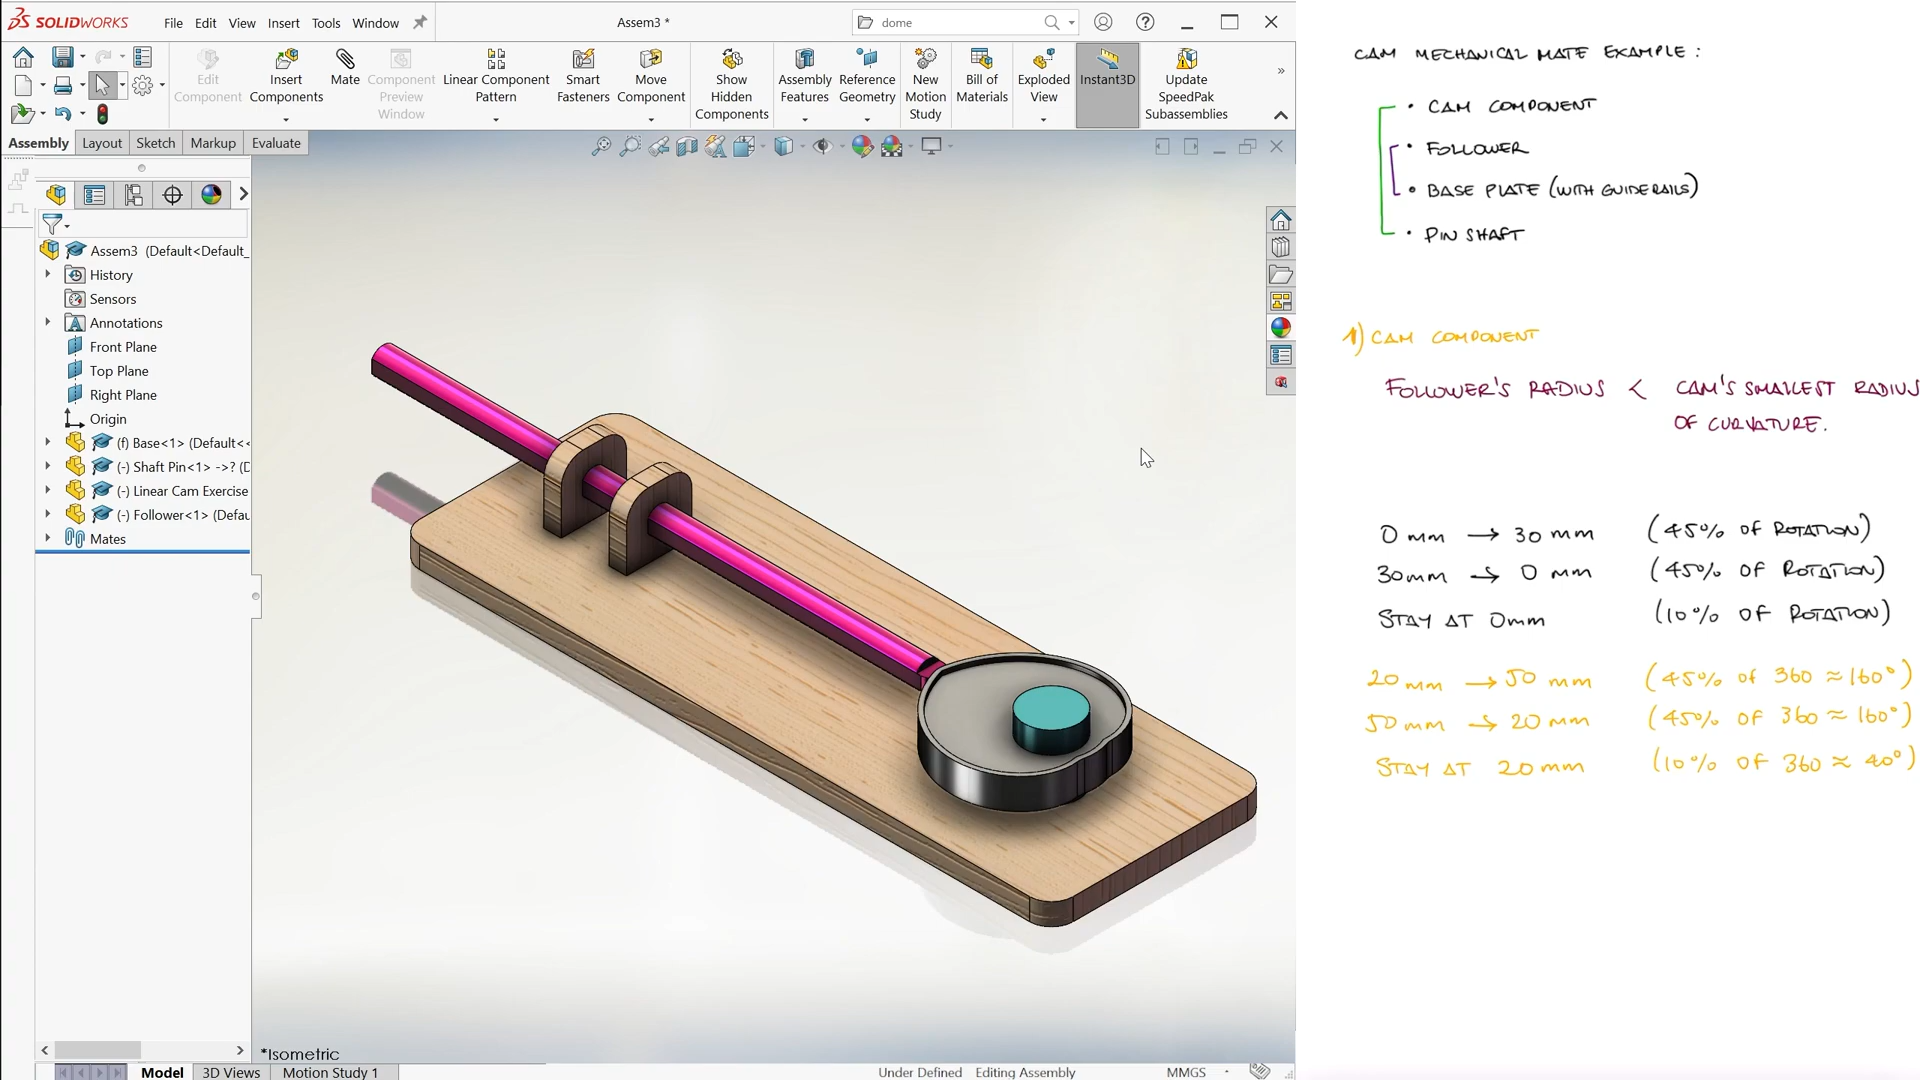 SOLIDWORKS
File Edit View Insert Tools Window
Assem3 *
dome
Edit Component
Insert Components
Mate
Component Preview Window
Linear Component Pattern
Smart Fasteners
Move Component
Show Hidden Components
Assembly Features
Reference Geometry
New Motion Study
Bill of Materials
Exploded View
Instant3D
Update SpeedPak Subassemblies
Assembly Layout Sketch Markup Evaluate
Assem3 (Default<Default_
History
Sensors
Annotations
Front Plane
Top Plane
Right Plane
Origin
(f) Base<1> (Default<<
(-) Shaft Pin<1> ->? (D
(-) Linear Cam Exercise
(-) Follower<1> (Defau
Mates
*Isometric
Model 3D Views Motion Study 1
Under Defined Editing Assembly MMGS
CAM MECHANICAL MATE EXAMPLE :
• CAM COMPONENT
• FOLLOWER
• BASE PLATE (WITH GUIDERAILS)
• PIN SHAFT
1) CAM COMPONENT
FOLLOWER'S RADIUS < CAM'S SMALLEST RADIUS
OF CURVATURE.
0 mm → 30 mm (45% OF ROTATION)
30mm → 0 mm (45% OF ROTATION)
STAY AT 0mm (10% OF ROTATION)
20 mm → 50 mm (45% OF 360 ≈ 160°)
50 mm → 20 mm (45% OF 360 ≈ 160°)
STAY AT 20 mm (10% OF 360 ≈ 40°)